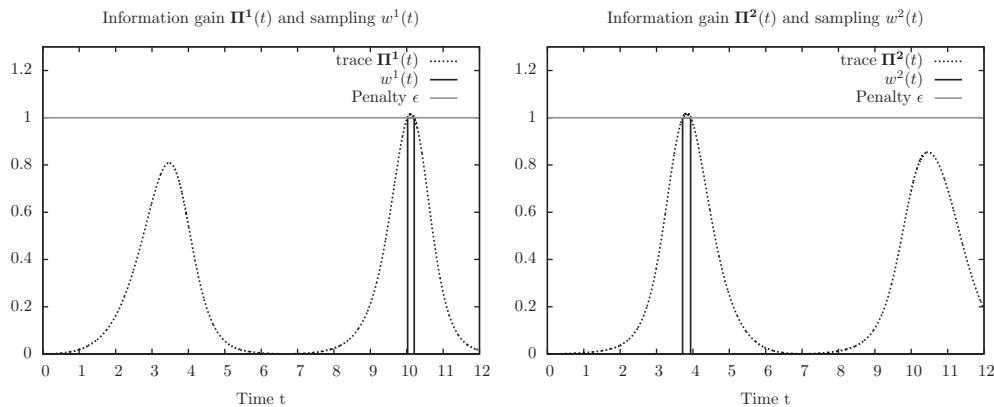 Information gain Π¹(t) and sampling w¹(t)
trace Π¹(t)
w¹(t)
Penalty ϵ
1.2
1
0.8
0.6
0.4
0.2
0
0 1 2 3 4 5 6 7 8 9 10 11 12
Time t
Information gain Π²(t) and sampling w²(t)
trace Π²(t)
w²(t)
Penalty ϵ
1.2
1
0.8
0.6
0.4
0.2
0
0 1 2 3 4 5 6 7 8 9 10 11 12
Time t